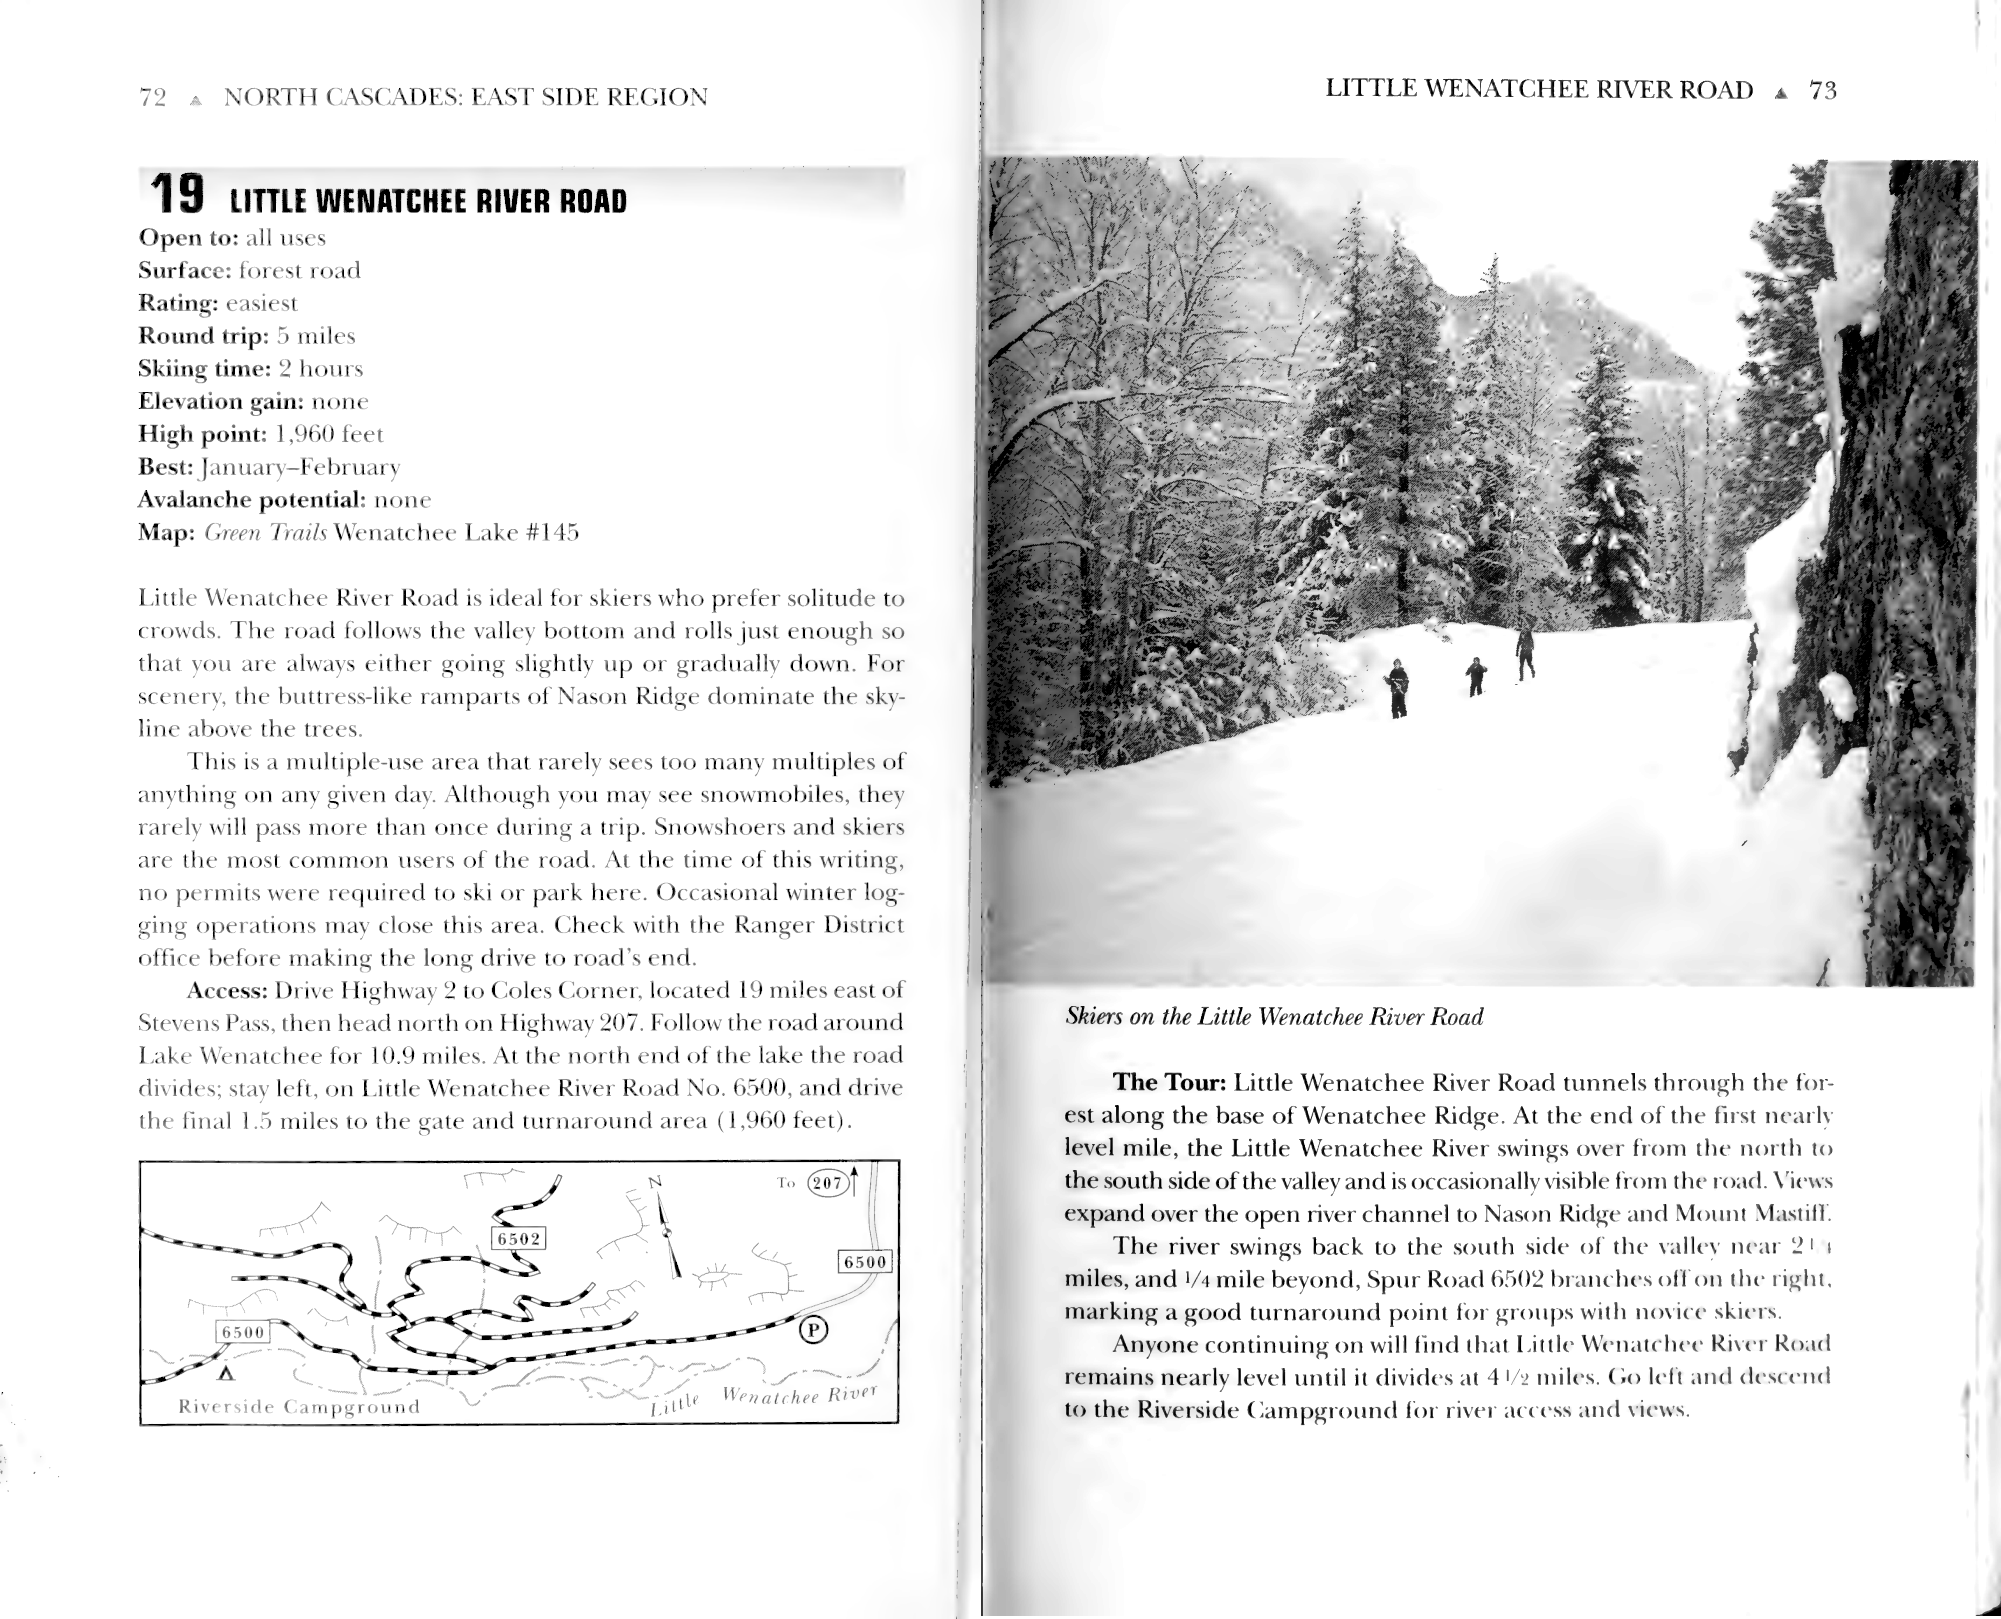 72 ▲ NORTH CASCADES: EAST SIDE REGION
19 LITTLE WENATCHEE RIVER ROAD
Open to: all uses
Surface: forest road
Rating: easiest
Round trip: 5 miles
Skiing time: 2 hours
Elevation gain: none
High point: 1,960 feet
Best: January–February
Avalanche potential: none
Map: Green Trails Wenatchee Lake #145
Little Wenatchee River Road is ideal for skiers who prefer solitude to
crowds. The road follows the valley bottom and rolls just enough so
that you are always either going slightly up or gradually down. For
scenery, the buttress-like ramparts of Nason Ridge dominate the sky-
line above the trees.
This is a multiple-use area that rarely sees too many multiples of
anything on any given day. Although you may see snowmobiles, they
rarely will pass more than once during a trip. Snowshoers and skiers
are the most common users of the road. At the time of this writing,
no permits were required to ski or park here. Occasional winter log-
ging operations may close this area. Check with the Ranger District
office before making the long drive to road's end.
Access: Drive Highway 2 to Coles Corner, located 19 miles east of
Stevens Pass, then head north on Highway 207. Follow the road around
Lake Wenatchee for 10.9 miles. At the north end of the lake the road
divides; stay left, on Little Wenatchee River Road No. 6500, and drive
the final 1.5 miles to the gate and turnaround area (1,960 feet).
N
To 207
6502
6500
6500
P
Riverside Campground
Little Wenatchee River
LITTLE WENATCHEE RIVER ROAD ▲ 73
Skiers on the Little Wenatchee River Road
The Tour: Little Wenatchee River Road tunnels through the for-
est along the base of Wenatchee Ridge. At the end of the first nearly
level mile, the Little Wenatchee River swings over from the north to
the south side of the valley and is occasionally visible from the road. Views
expand over the open river channel to Nason Ridge and Mount Mastiff.
The river swings back to the south side of the valley near 2 1/4
miles, and 1/4 mile beyond, Spur Road 6502 branches off on the right,
marking a good turnaround point for groups with novice skiers.
Anyone continuing on will find that Little Wenatchee River Road
remains nearly level until it divides at 4 1/2 miles. Go left and descend
to the Riverside Campground for river access and views.